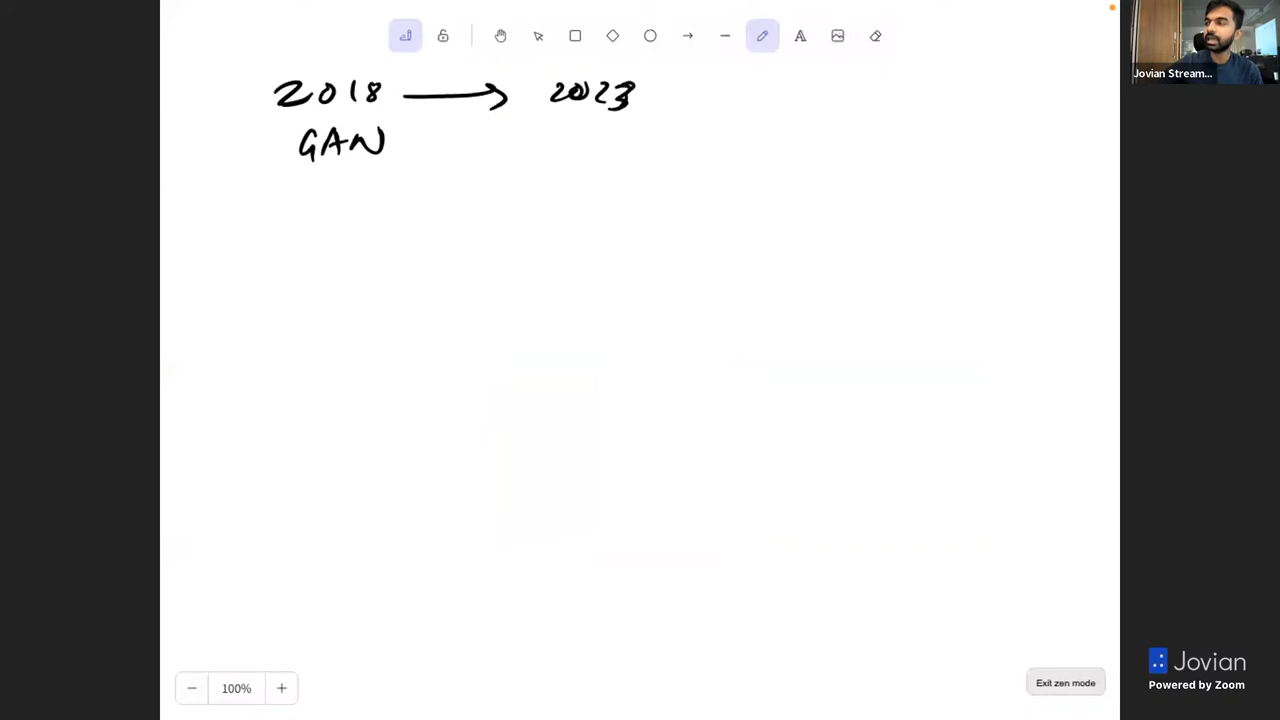 Jovian Stream...
2018 → 2023
GAN
100%
Exit zen mode
Jovian
Powered by Zoom